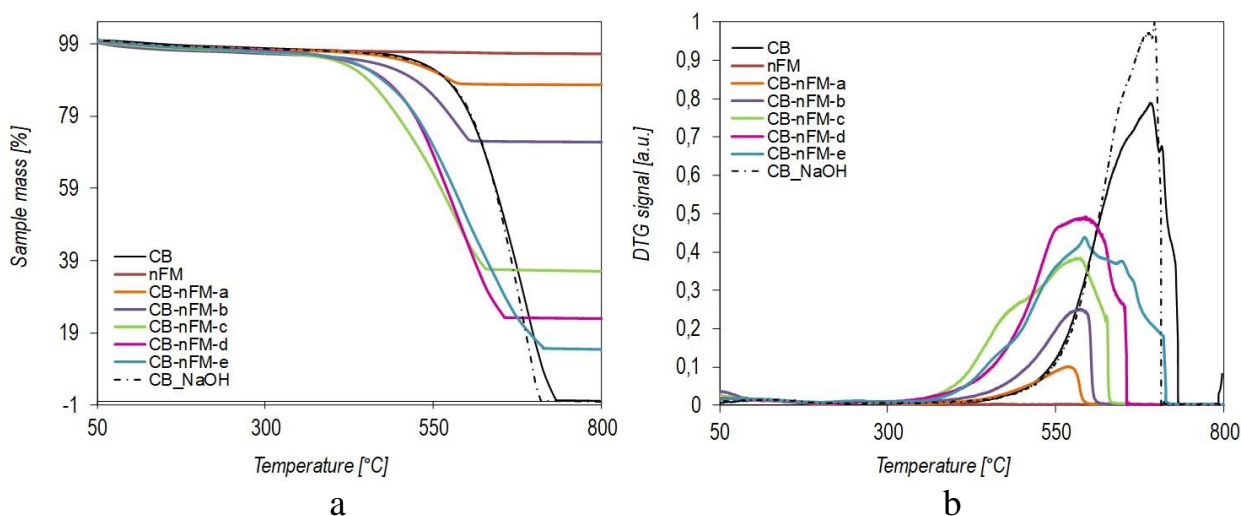 99
79
59
39
19
-1
Sample mass [%]
CB
nFM
CB-nFM-a
CB-nFM-b
CB-nFM-c
CB-nFM-d
CB-nFM-e
CB_NaOH
50
300
550
800
Temperature [°C]
a
1
0,9
0,8
0,7
0,6
0,5
0,4
0,3
0,2
0,1
0
DTG signal [a.u.]
CB
nFM
CB-nFM-a
CB-nFM-b
CB-nFM-c
CB-nFM-d
CB-nFM-e
CB_NaOH
50
300
550
800
Temperature [°C]
b